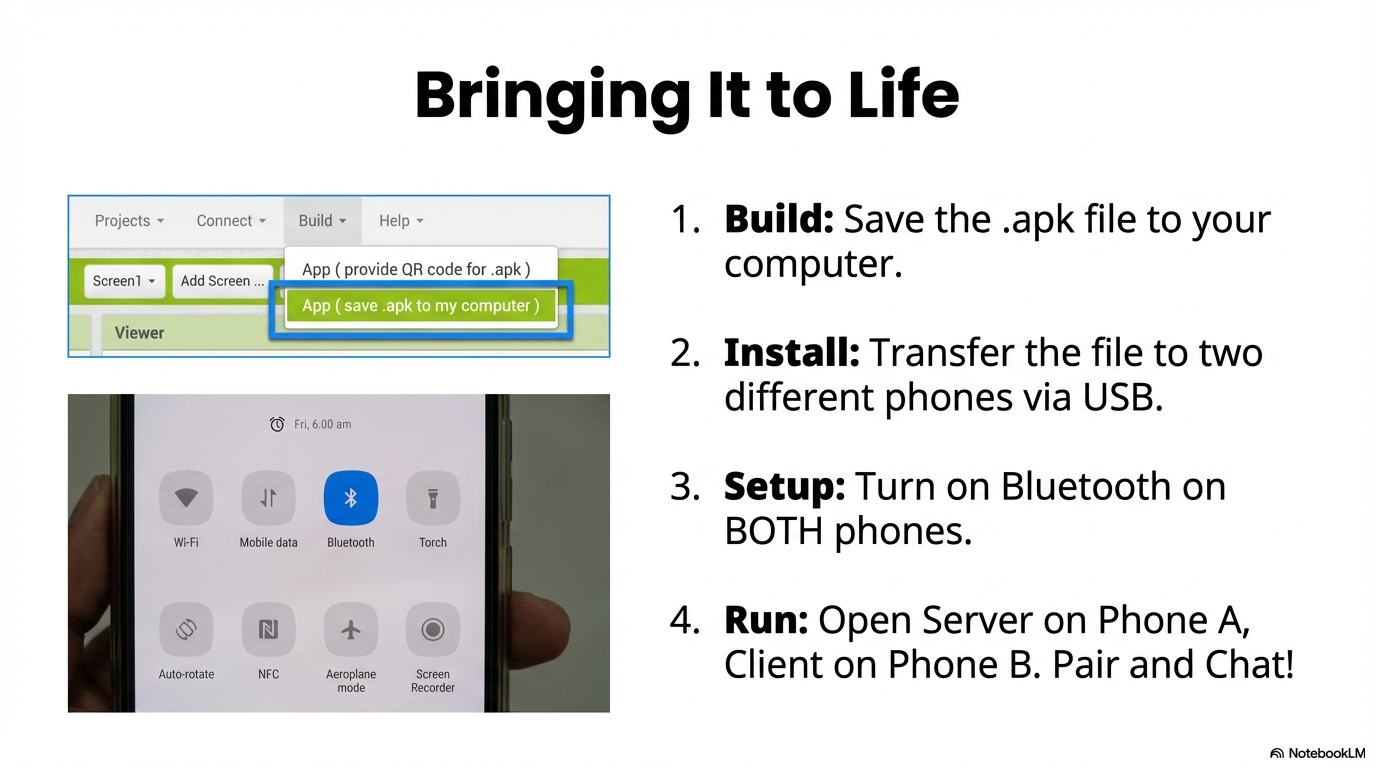 Bringing It to Life
Projects
Connect
Build
Help
App ( provide QR code for .apk )
Screen1
Add Screen ...
App ( save .apk to my computer )
Viewer
Fri, 6.00 am
Wi-Fi
Mobile data
Bluetooth
Torch
Auto-rotate
NFC
Aeroplane
mode
Screen
Recorder
1. Build: Save the .apk file to your
computer.
2. Install: Transfer the file to two
different phones via USB.
3. Setup: Turn on Bluetooth on
BOTH phones.
4. Run: Open Server on Phone A,
Client on Phone B. Pair and Chat!
NotebookLM